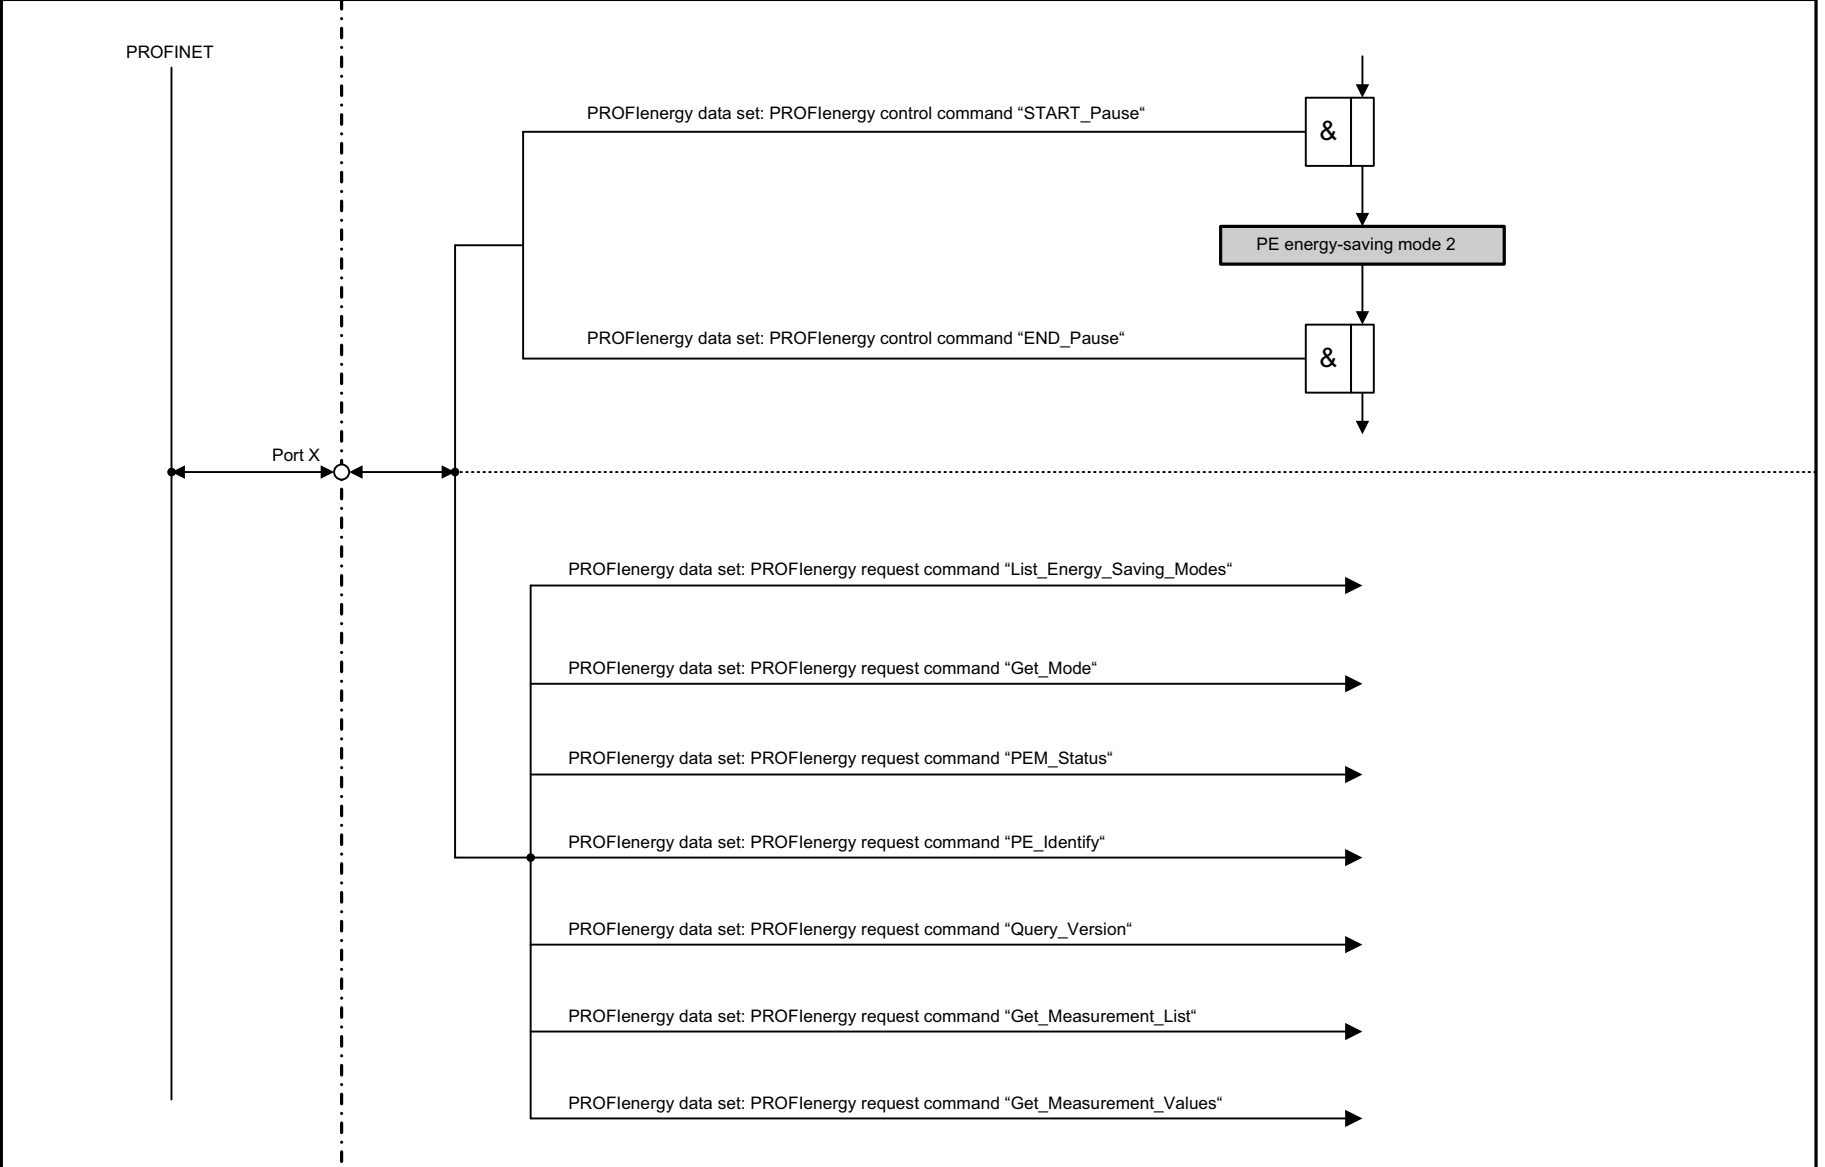 PROFINET
PROFIenergy data set: PROFIenergy control command “START_Pause“
&
PE energy-saving mode 2
PROFIenergy data set: PROFIenergy control command “END_Pause“
&
Port X
PROFIenergy data set: PROFIenergy request command “List_Energy_Saving_Modes“
PROFIenergy data set: PROFIenergy request command “Get_Mode“
PROFIenergy data set: PROFIenergy request command “PEM_Status“
PROFIenergy data set: PROFIenergy request command “PE_Identify“
PROFIenergy data set: PROFIenergy request command “Query_Version“
PROFIenergy data set: PROFIenergy request command “Get_Measurement_List“
PROFIenergy data set: PROFIenergy request command “Get_Measurement_Values“